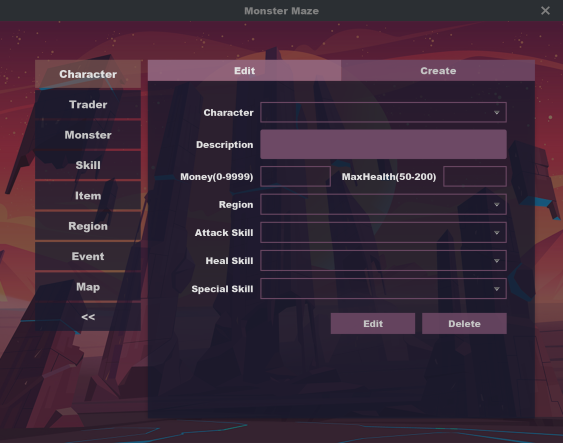 Monster Maze
Character
Trader
Monster
Skill
Item
Region
Event
Map
<<
Edit Create
Character
Description
Money(0-9999) MaxHealth(50-200)
Region
Attack Skill
Heal Skill
Special Skill
Edit Delete